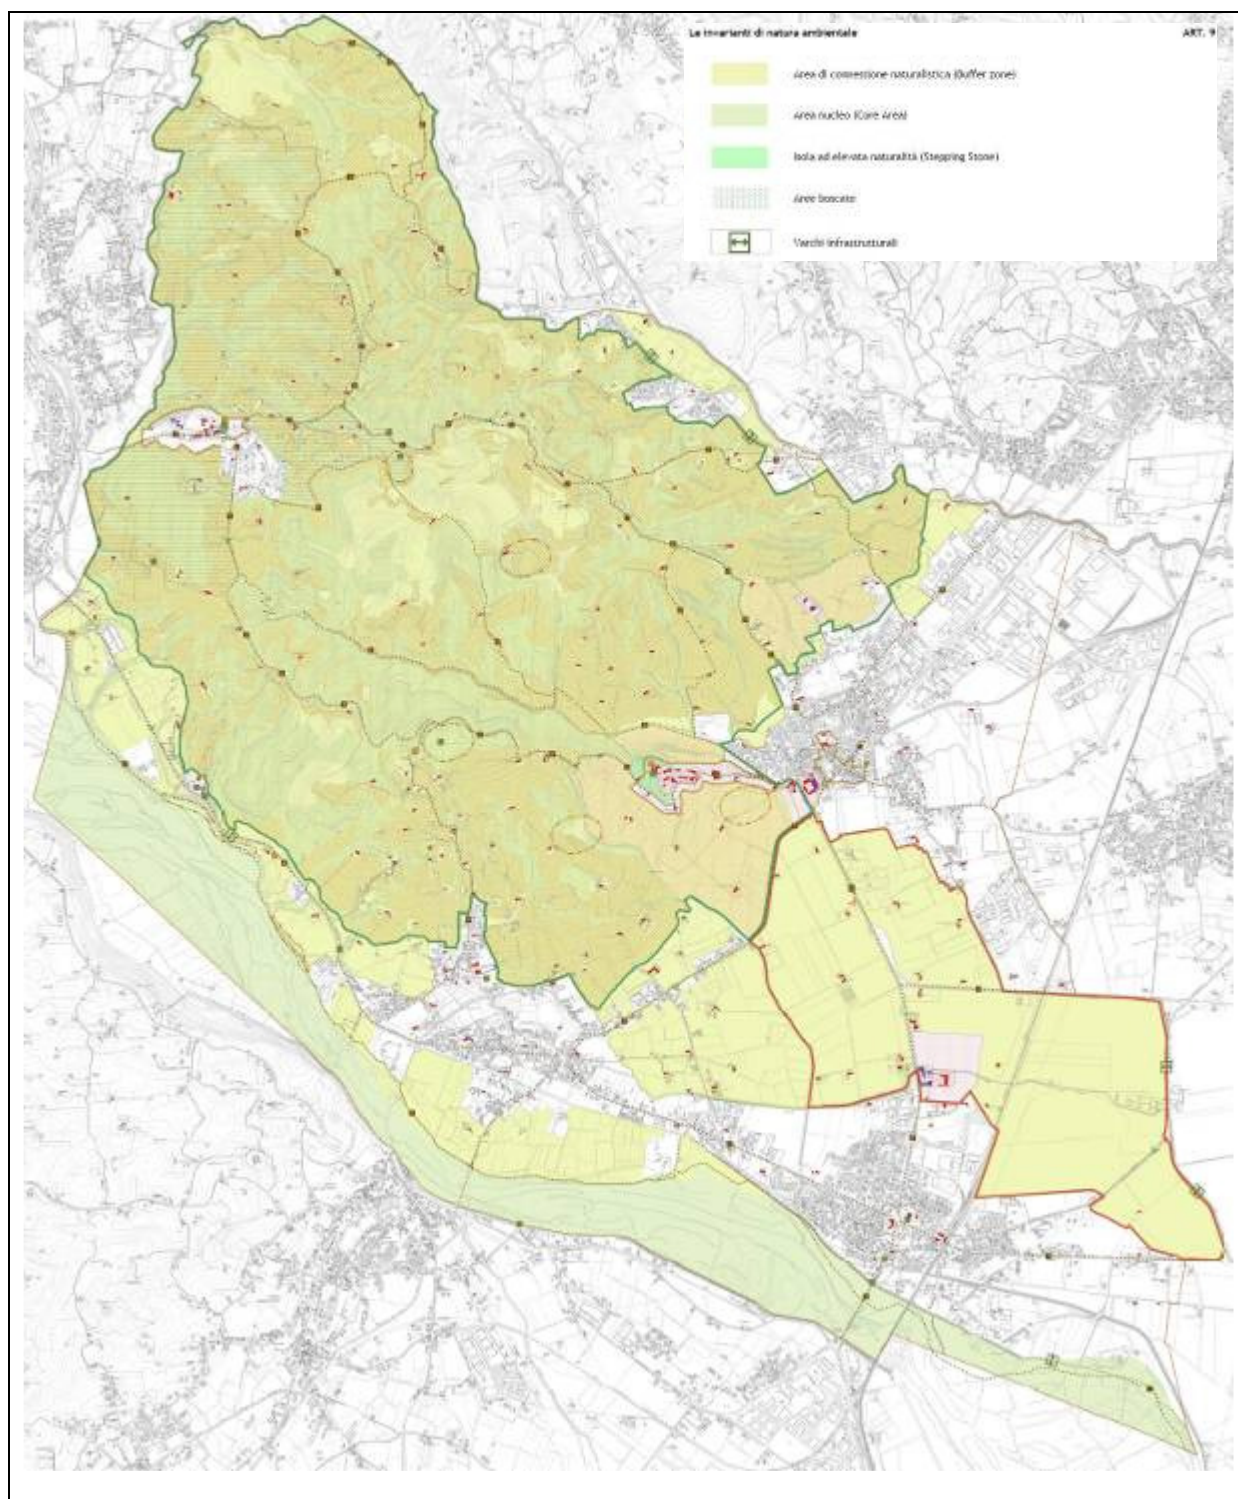 Le invarianti di natura ambientale ART. 9
Area di connessione naturalistica (Buffer zone)
Area nucleo (Core Area)
Isola ad elevata naturalità (Stepping Stone)
Aree boscate
Varchi infrastrutturali